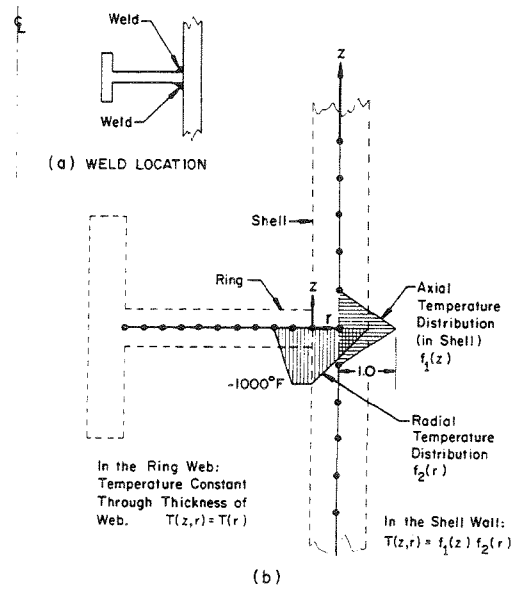 ℄
Weld
Weld
(a) WELD LOCATION
z
Shell
Ring
z
r
Axial
Temperature
Distribution
(in Shell)
f₁(z)
1.0
-1000°F
Radial
Temperature
Distribution
f₂(r)
In the Ring Web:
Temperature Constant
Through Thickness of
Web. T(z,r) = T(r)
In the Shell Wall:
T(z,r) = f₁(z) f₂(r)
(b)